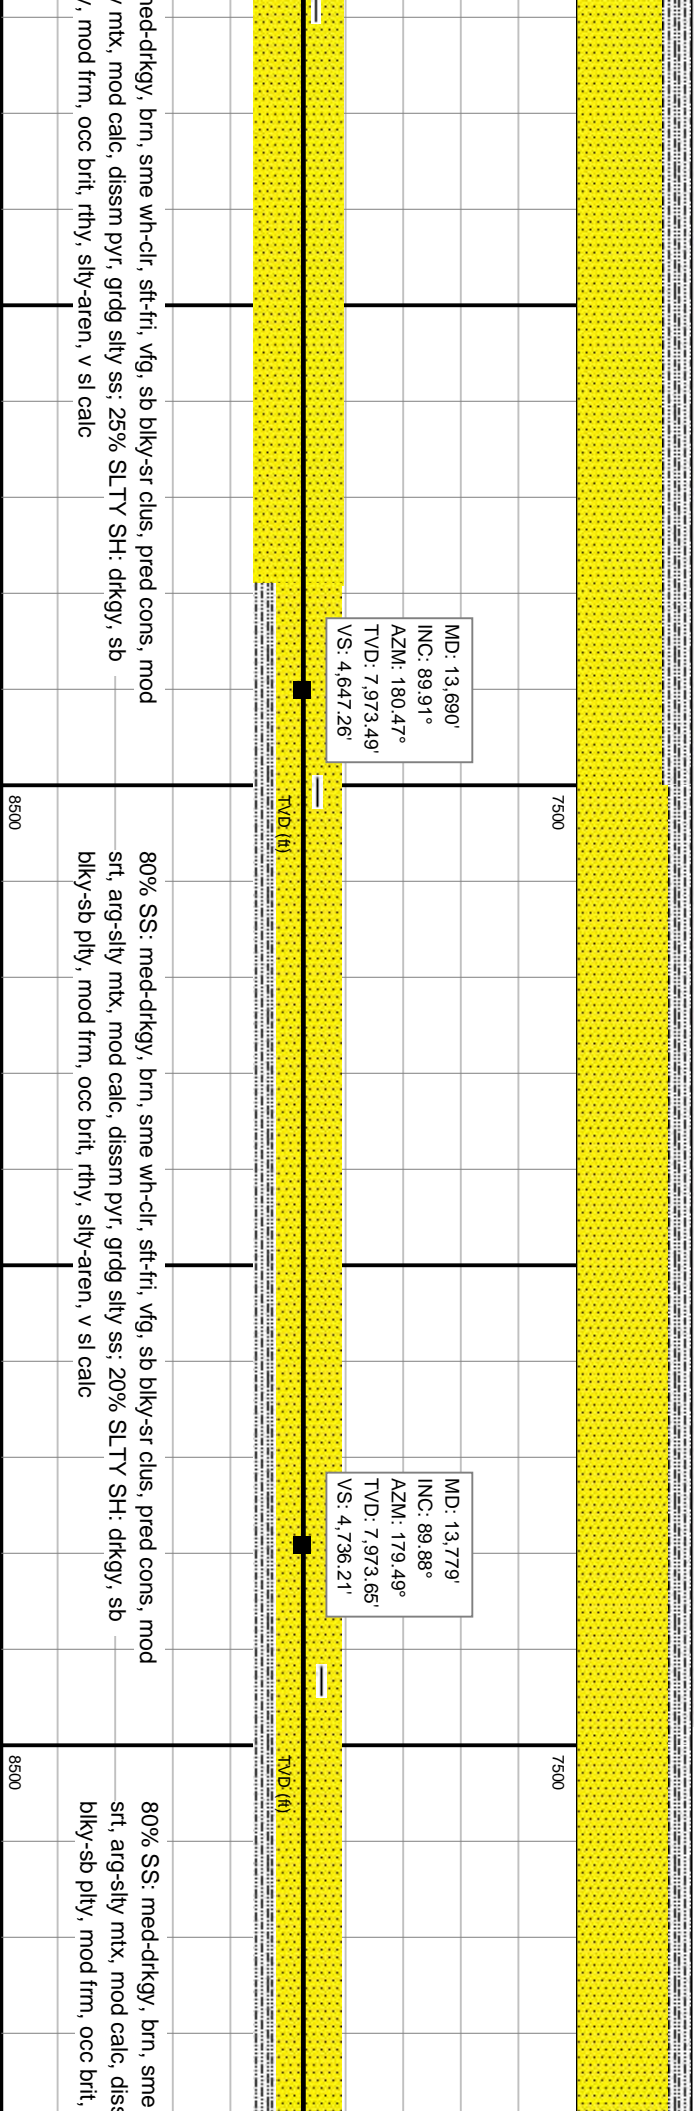 ned-drkgy, brn, sme wh-clr, sft-fri, vfg, sb blky-sr clus, pred cons, mod
mtx, mod calc, dissm pyr, grdg slty ss; 25% SLTY SH: drkgy, sb
, mod frm, occ brit, rthy, slty-aren, v sl calc
MD: 13,690'
INC: 89.91°
AZM: 180.47°
TVD: 7,973.49'
VS: 4,647.26'
7500
TVD (ft)
8500
80% SS: med-drkgy, brn, sme wh-clr, sft-fri, vfg, sb blky-sr clus, pred cons, mod
srt, arg-slty mtx, mod calc, dissm pyr, grdg slty ss; 20% SLTY SH: drkgy, sb
blky-sb plty, mod frm, occ brit, rthy, slty-aren, v sl calc
MD: 13,779'
INC: 89.88°
AZM: 179.49°
TVD: 7,973.65'
VS: 4,736.21'
7500
TVD (ft)
8500
80% SS: med-drkgy, brn, sme
srt, arg-slty mtx, mod calc, diss
blky-sb plty, mod frm, occ brit,